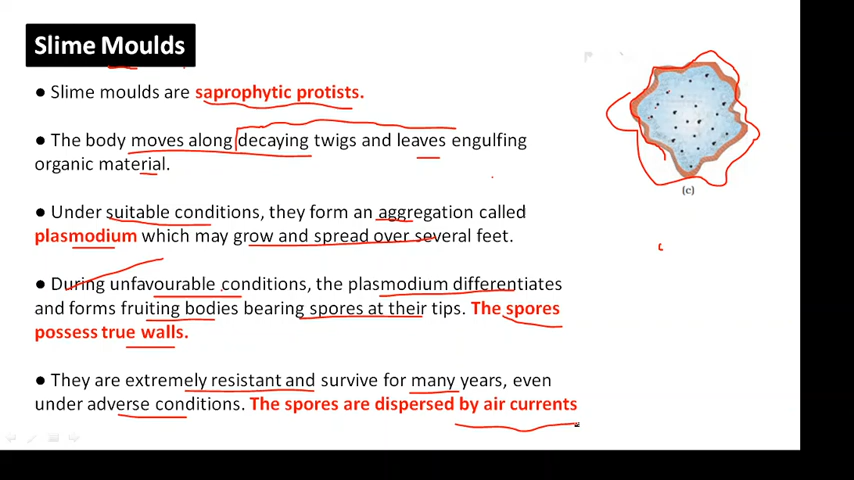 Slime Moulds
● Slime moulds are saprophytic protists.
● The body moves along decaying twigs and leaves engulfing
organic material.
● Under suitable conditions, they form an aggregation called
plasmodium which may grow and spread over several feet.
● During unfavourable conditions, the plasmodium differentiates
and forms fruiting bodies bearing spores at their tips. The spores
possess true walls.
● They are extremely resistant and survive for many years, even
under adverse conditions. The spores are dispersed by air currents
(c)